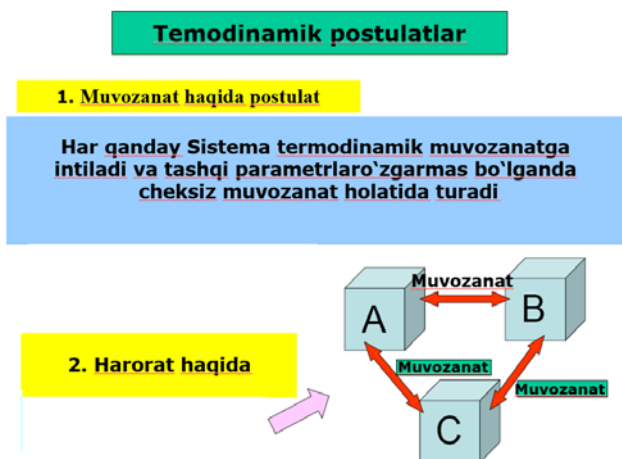 Temodinamik postulatlar
1. Muvozanat haqida postulat
Har qanday Sistema termodinamik muvozanatga
intiladi va tashqi parametrlaro‘zgarmas bo‘lganda
cheksiz muvozanat holatida turadi
Muvozanat
A
B
2. Harorat haqida
Muvozanat
Muvozanat
C